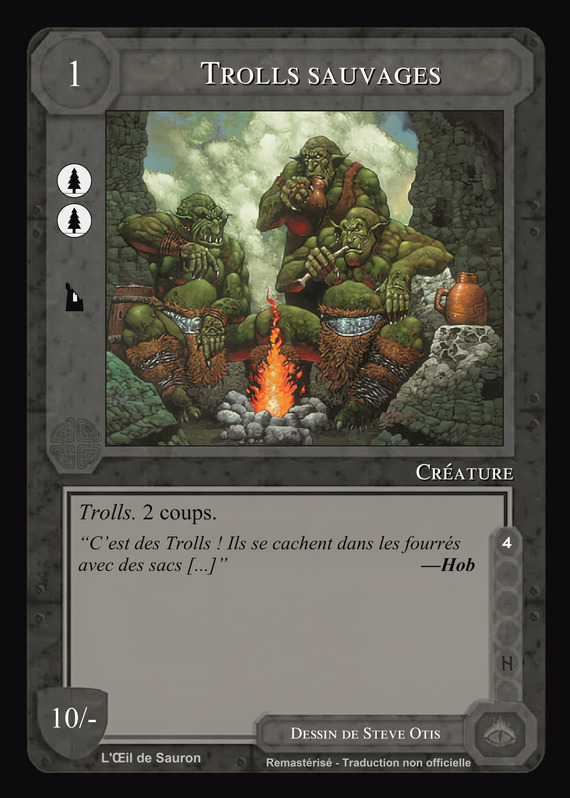 1
Trolls sauvages
Créature
Trolls. 2 coups.
“C’est des Trolls ! Ils se cachent dans les fourrés
avec des sacs [...]”
—Hob
4
10/-
Dessin de Steve Otis
L'Œil de Sauron
Remastérisé - Traduction non officielle